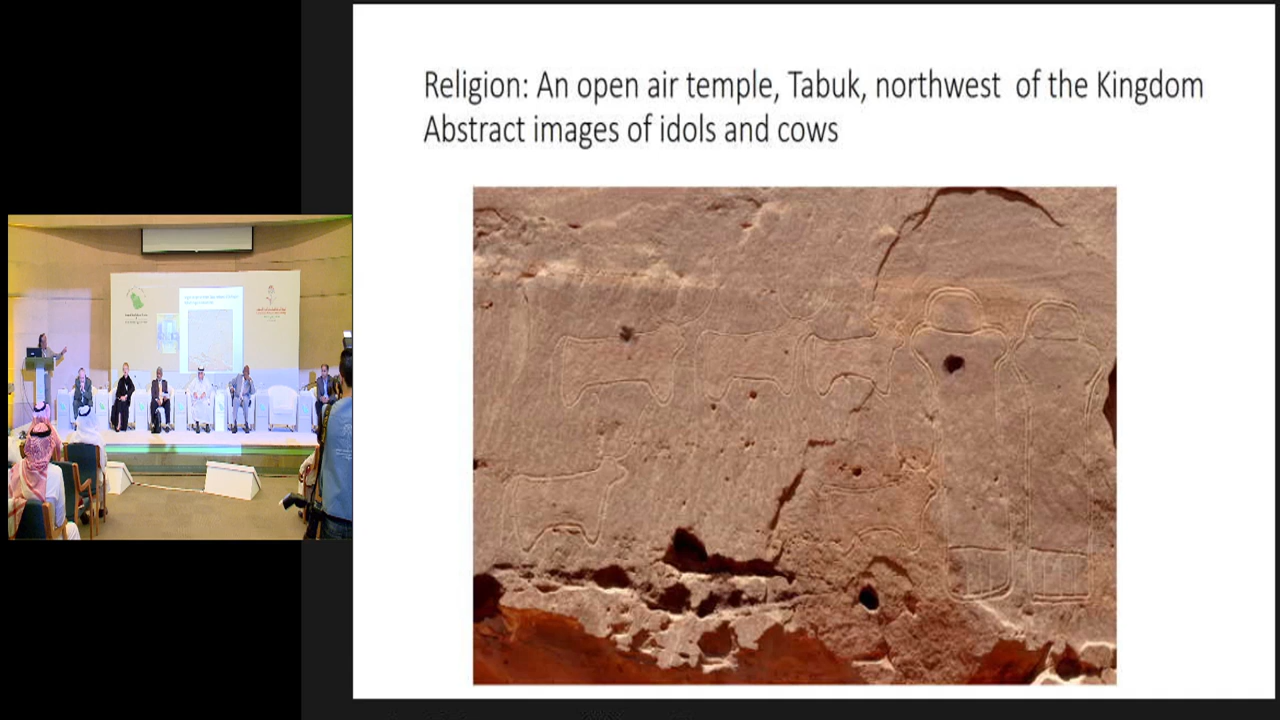 Religion: An open air temple, Tabuk, northwest of the Kingdom
Abstract images of idols and cows